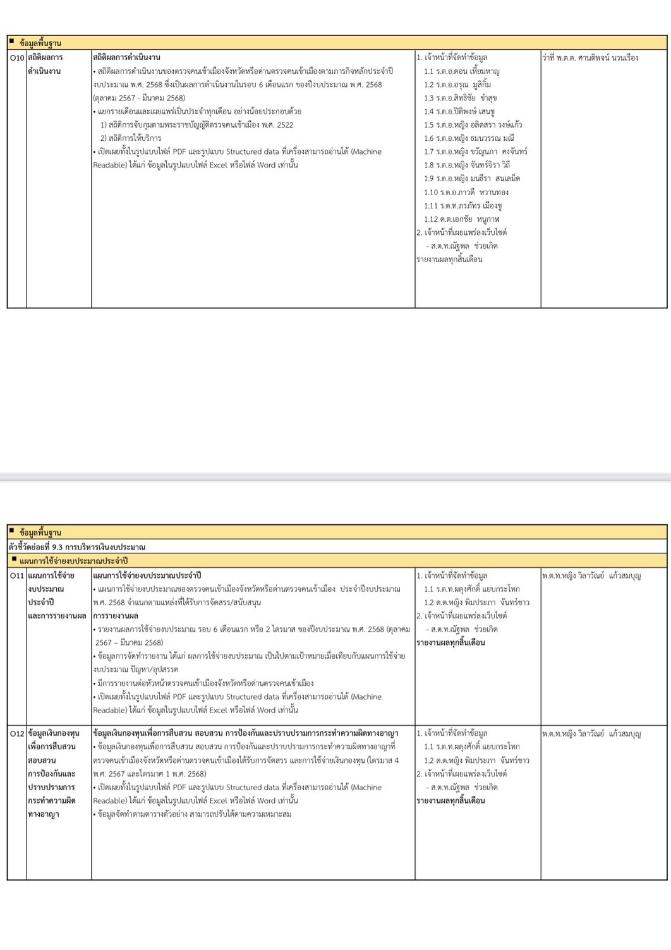 ▪ ข้อมูลพื้นฐาน
O10 สถิติผลการ
ดำเนินงาน
สถิติผลการดำเนินงาน
• สถิติผลการดำเนินงานของตรวจคนเข้าเมืองจังหวัดหรือด่านตรวจคนเข้าเมืองตามภารกิจหลักประจำปี
งบประมาณ พ.ศ. 2568 ซึ่งเป็นผลการดำเนินงานในรอบ 6 เดือนแรก ของปีงบประมาณ พ.ศ. 2568
(ตุลาคม 2567 - มีนาคม 2568)
• แยกรายเดือนและเผยแพร่เป็นประจำทุกเดือน อย่างน้อยประกอบด้วย
1) สถิติการจับกุมตามพระราชบัญญัติตรวจคนเข้าเมือง พ.ศ. 2522
2) สถิติการให้บริการ
• เปิดเผยทั้งในรูปแบบไฟล์ PDF และรูปแบบ Structured data ที่เครื่องสามารถอ่านได้ (Machine
Readable) ได้แก่ ข้อมูลในรูปแบบไฟล์ Excel หรือไฟล์ Word เท่านั้น
1. เจ้าหน้าที่จัดทำข้อมูล
1.1 ร.ต.อ.ดอน เที้ยมหาญ
1.2 ร.ต.อ.อรุณ มูสิกิ้ม
1.3 ร.ต.อ.สิทธิชัย ชำสุข
1.4 ร.ต.อ.ปิติพงษ์ เสนชู
1.5 ร.ต.อ.หญิง อลิตสรา วงษ์แก้ว
1.6 ร.ต.อ.หญิง ธมนวรรณ มณี
1.7 ร.ต.อ.หญิง ขวัญนภา คงจันทร์
1.8 ร.ต.อ.หญิง จันทร์จิรา วิถี
1.9 ร.ต.อ.หญิง มนธีรา สนเสน็ด
1.10 ร.ต.อ.ภาวดี หวานทอง
1.11 ร.ต.ท.กรภัทร เมืองชู
1.12 ด.ต.เอกชัย หนูภาพ
2. เจ้าหน้าที่เผยแพร่ลงเว็บไซต์
- ส.ต.ท.ณัฐพล ช่วยเกิด
รายงานผลทุกสิ้นเดือน
ว่าที่ พ.ต.ต. ศานติพจน์ นวนเรือง
▪ ข้อมูลพื้นฐาน
ตัวชี้วัดย่อยที่ 9.3 การบริหารเงินงบประมาณ
▪ แผนการใช้จ่ายงบประมาณประจำปี
O11 แผนการใช้จ่าย
งบประมาณ
ประจำปี
และการรายงานผล
แผนการใช้จ่ายงบประมาณประจำปี
• แผนการใช้จ่ายงบประมาณของตรวจคนเข้าเมืองจังหวัดหรือด่านตรวจคนเข้าเมือง ประจำปีงบประมาณ
พ.ศ. 2568 จำแนกตามแหล่งที่ได้รับการจัดสรร/สนับสนุน
การรายงานผล
• รายงานผลการใช้จ่ายงบประมาณ รอบ 6 เดือนแรก หรือ 2 ไตรมาส ของปีงบประมาณ พ.ศ. 2568 (ตุลาคม
2567 – มีนาคม 2568)
• ข้อมูลการจัดทำรายงาน ได้แก่ ผลการใช้จ่ายงบประมาณ เป็นไปตามเป้าหมายเมื่อเทียบกับแผนการใช้จ่าย
งบประมาณ ปัญหา/อุปสรรค
• มีการรายงานต่อหัวหน้าตรวจคนเข้าเมืองจังหวัดหรือด่านตรวจคนเข้าเมือง
• เปิดเผยทั้งในรูปแบบไฟล์ PDF และรูปแบบ Structured data ที่เครื่องสามารถอ่านได้ (Machine
Readable) ได้แก่ ข้อมูลในรูปแบบไฟล์ Excel หรือไฟล์ Word เท่านั้น
1. เจ้าหน้าที่จัดทำข้อมูล
1.1 ร.ต.ท.ผดุงศักดิ์ แยบกระโทก
1.2 ด.ต.หญิง พิมประภา จันทร์ขาว
2. เจ้าหน้าที่เผยแพร่ลงเว็บไซต์
- ส.ต.ท.ณัฐพล ช่วยเกิด
รายงานผลทุกสิ้นเดือน
พ.ต.ท.หญิง วิลาวัณย์ แก้วสมบุญ
O12 ข้อมูลเงินกองทุน
เพื่อการสืบสวน
สอบสวน
การป้องกันและ
ปราบปรามการ
กระทำความผิด
ทางอาญา
ข้อมูลเงินกองทุนเพื่อการสืบสวน สอบสวน การป้องกันและปราบปรามการกระทำความผิดทางอาญา
• ข้อมูลเงินกองทุนเพื่อการสืบสวน สอบสวน การป้องกันและปราบปรามการกระทำความผิดทางอาญาที่
ตรวจคนเข้าเมืองจังหวัดหรือด่านตรวจคนเข้าเมืองได้รับการจัดสรร และการใช้จ่ายเงินกองทุน (ไตรมาส 4
พ.ศ. 2567 และไตรมาศ 1 พ.ศ. 2568)
• เปิดเผยทั้งในรูปแบบไฟล์ PDF และรูปแบบ Structured data ที่เครื่องสามารถอ่านได้ (Machine
Readable) ได้แก่ ข้อมูลในรูปแบบไฟล์ Excel หรือไฟล์ Word เท่านั้น
• ข้อมูลจัดทำตามตารางตัวอย่าง สามารถปรับได้ตามความเหมาะสม
1. เจ้าหน้าที่จัดทำข้อมูล
1.1 ร.ต.ท.ผดุงศักดิ์ แยบกระโทก
1.2 ด.ต.หญิง พิมประภา จันทร์ขาว
2. เจ้าหน้าที่เผยแพร่ลงเว็บไซต์
- ส.ต.ท.ณัฐพล ช่วยเกิด
รายงานผลทุกสิ้นเดือน
พ.ต.ท.หญิง วิลาวัณย์ แก้วสมบุญ